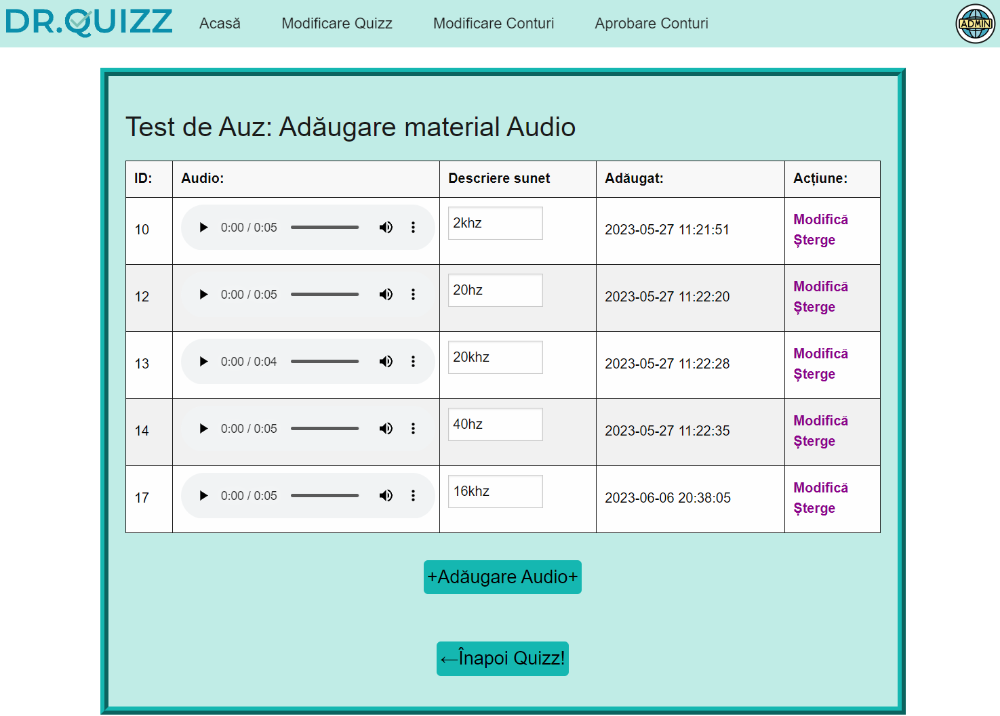 DR.QUIZZ Acasă Modificare Quizz Modificare Conturi Aprobare Conturi ADMIN
Test de Auz: Adăugare material Audio
ID: Audio: Descriere sunet Adăugat: Acțiune:
10 0:00 / 0:05 2khz 2023-05-27 11:21:51 Modifică
Șterge
12 0:00 / 0:05 20hz 2023-05-27 11:22:20 Modifică
Șterge
13 0:00 / 0:04 20khz 2023-05-27 11:22:28 Modifică
Șterge
14 0:00 / 0:05 40hz 2023-05-27 11:22:35 Modifică
Șterge
17 0:00 / 0:05 16khz 2023-06-06 20:38:05 Modifică
Șterge
+Adăugare Audio+
←Înapoi Quizz!